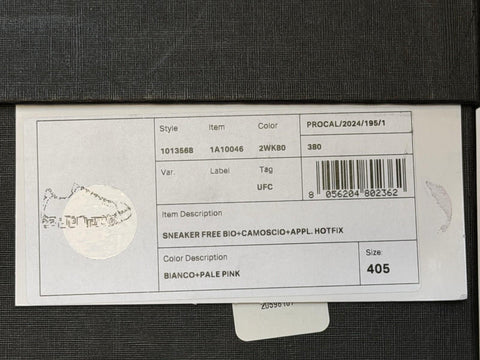 Style Item Color PROCAL/2024/195/1
1013568 1A10046 2WK80 380
Var. Label Tag
UFC
8 056204 802362
Item Description
SNEAKER FREE BIO+CAMOSCIO+APPL. HOTFIX
Color Description Size
BIANCO+PALE PINK 405